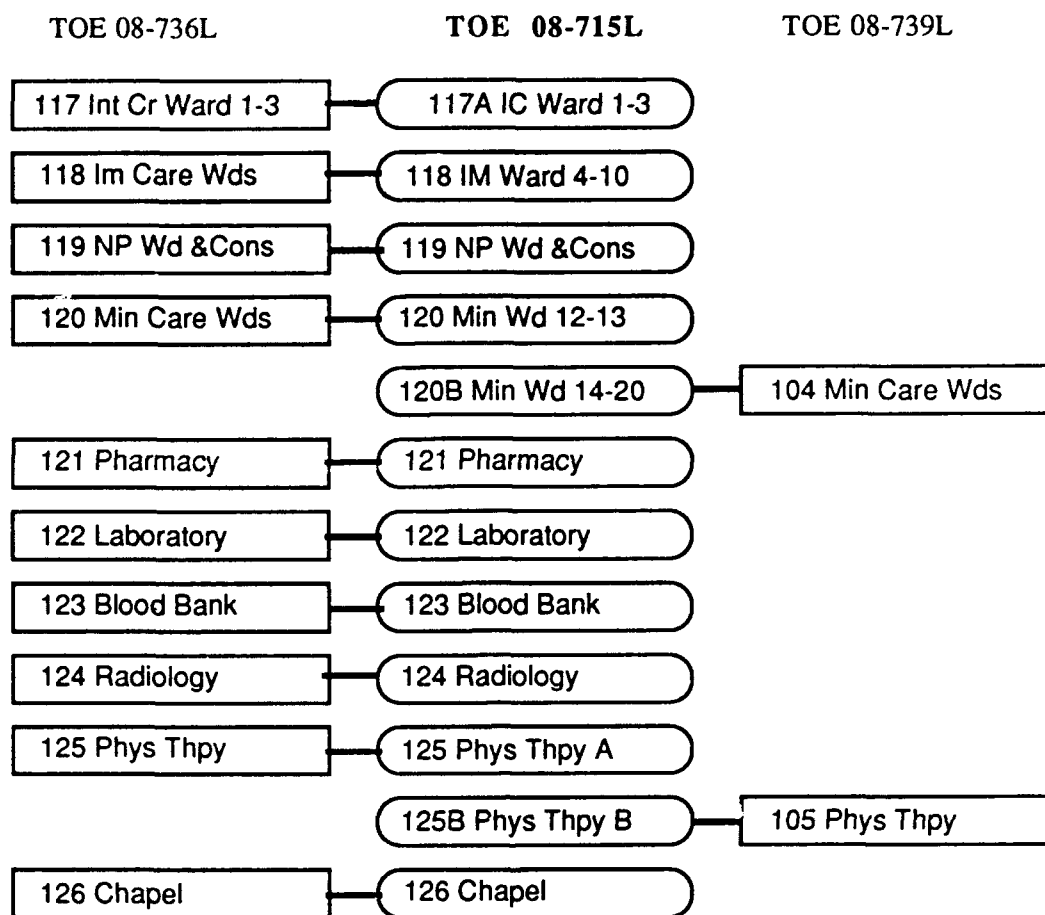 TOE 08-736L TOE 08-715L TOE 08-739L
117 Int Cr Ward 1-3 117A IC Ward 1-3
118 Im Care Wds 118 IM Ward 4-10
119 NP Wd &Cons 119 NP Wd &Cons
120 Min Care Wds 120 Min Wd 12-13
120B Min Wd 14-20 104 Min Care Wds
121 Pharmacy 121 Pharmacy
122 Laboratory 122 Laboratory
123 Blood Bank 123 Blood Bank
124 Radiology 124 Radiology
125 Phys Thpy 125 Phys Thpy A
125B Phys Thpy B 105 Phys Thpy
126 Chapel 126 Chapel